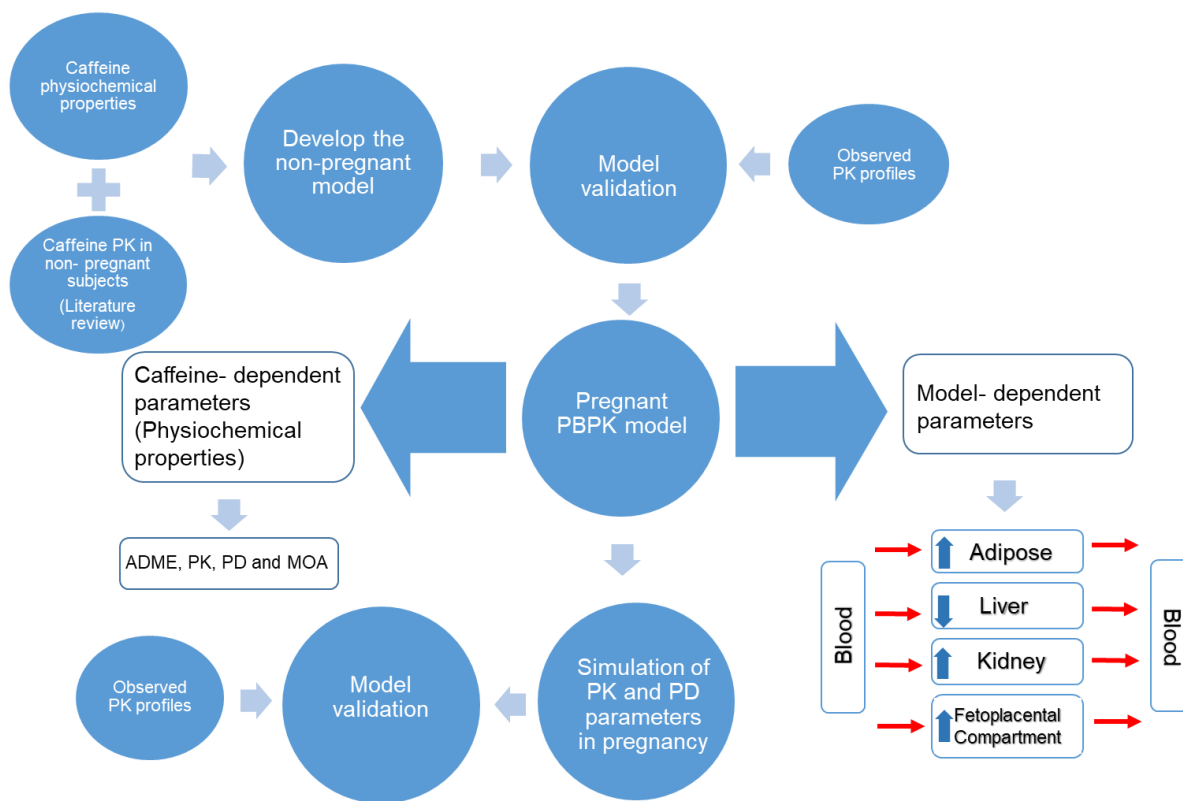 Caffeine
physiochemical
properties
Caffeine PK in
non- pregnant
subjects
(Literature
review)
Develop the
non-pregnant
model
Model
validation
Observed
PK profiles
Caffeine- dependent
parameters
(Physiochemical
properties)
ADME, PK, PD and MOA
Pregnant
PBPK model
Model- dependent
parameters
Blood
Adipose
Liver
Kidney
Fetoplacental
Compartment
Blood
Observed
PK profiles
Model
validation
Simulation of
PK and PD
parameters
in pregnancy